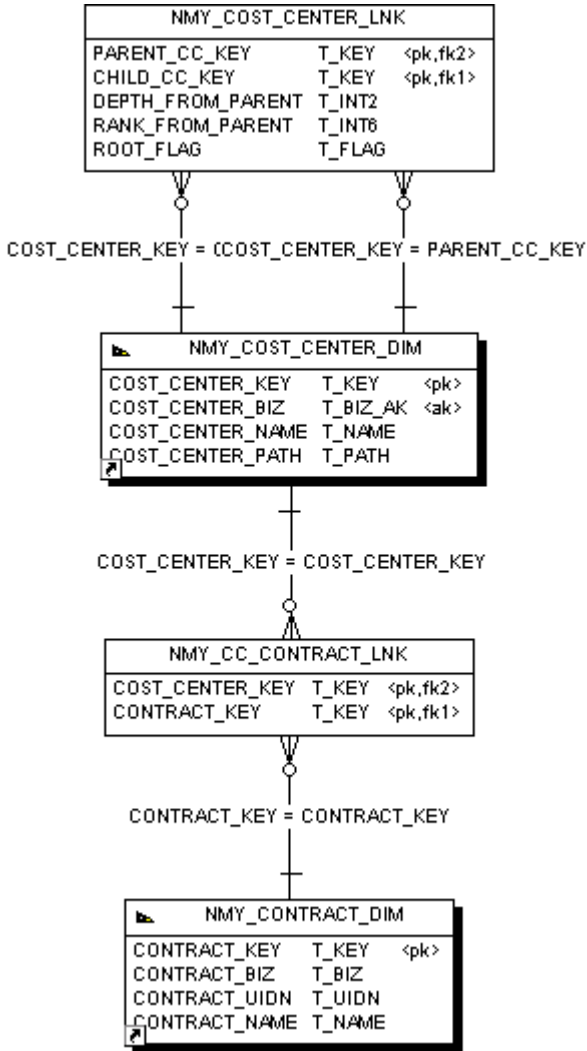 NMY_COST_CENTER_LNK
PARENT_CC_KEY T_KEY <pk,fk2>
CHILD_CC_KEY T_KEY <pk,fk1>
DEPTH_FROM_PARENT T_INT2
RANK_FROM_PARENT T_INT6
ROOT_FLAG T_FLAG
COST_CENTER_KEY = (COST_CENTER_KEY = PARENT_CC_KEY
NMY_COST_CENTER_DIM
COST_CENTER_KEY T_KEY <pk>
COST_CENTER_BIZ T_BIZ_AK <ak>
COST_CENTER_NAME T_NAME
COST_CENTER_PATH T_PATH
COST_CENTER_KEY = COST_CENTER_KEY
NMY_CC_CONTRACT_LNK
COST_CENTER_KEY T_KEY <pk,fk2>
CONTRACT_KEY T_KEY <pk,fk1>
CONTRACT_KEY = CONTRACT_KEY
NMY_CONTRACT_DIM
CONTRACT_KEY T_KEY <pk>
CONTRACT_BIZ T_BIZ
CONTRACT_UIDN T_UIDN
CONTRACT_NAME T_NAME